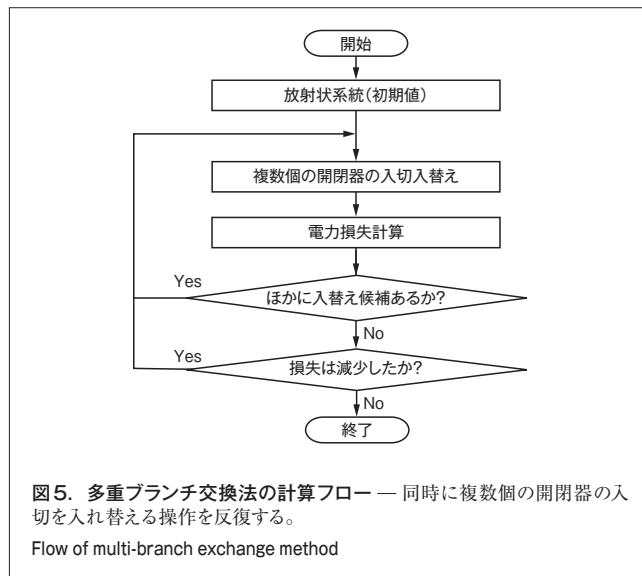 開始
放射状系統(初期値)
複数個の開閉器の入切入替え
電力損失計算
Yes
ほかに入替え候補あるか?
No
Yes
損失は減少したか?
No
終了
図5. 多重ブランチ交換法の計算フロー — 同時に複数個の開閉器の入
切を入れ替える操作を反復する。
Flow of multi-branch exchange method